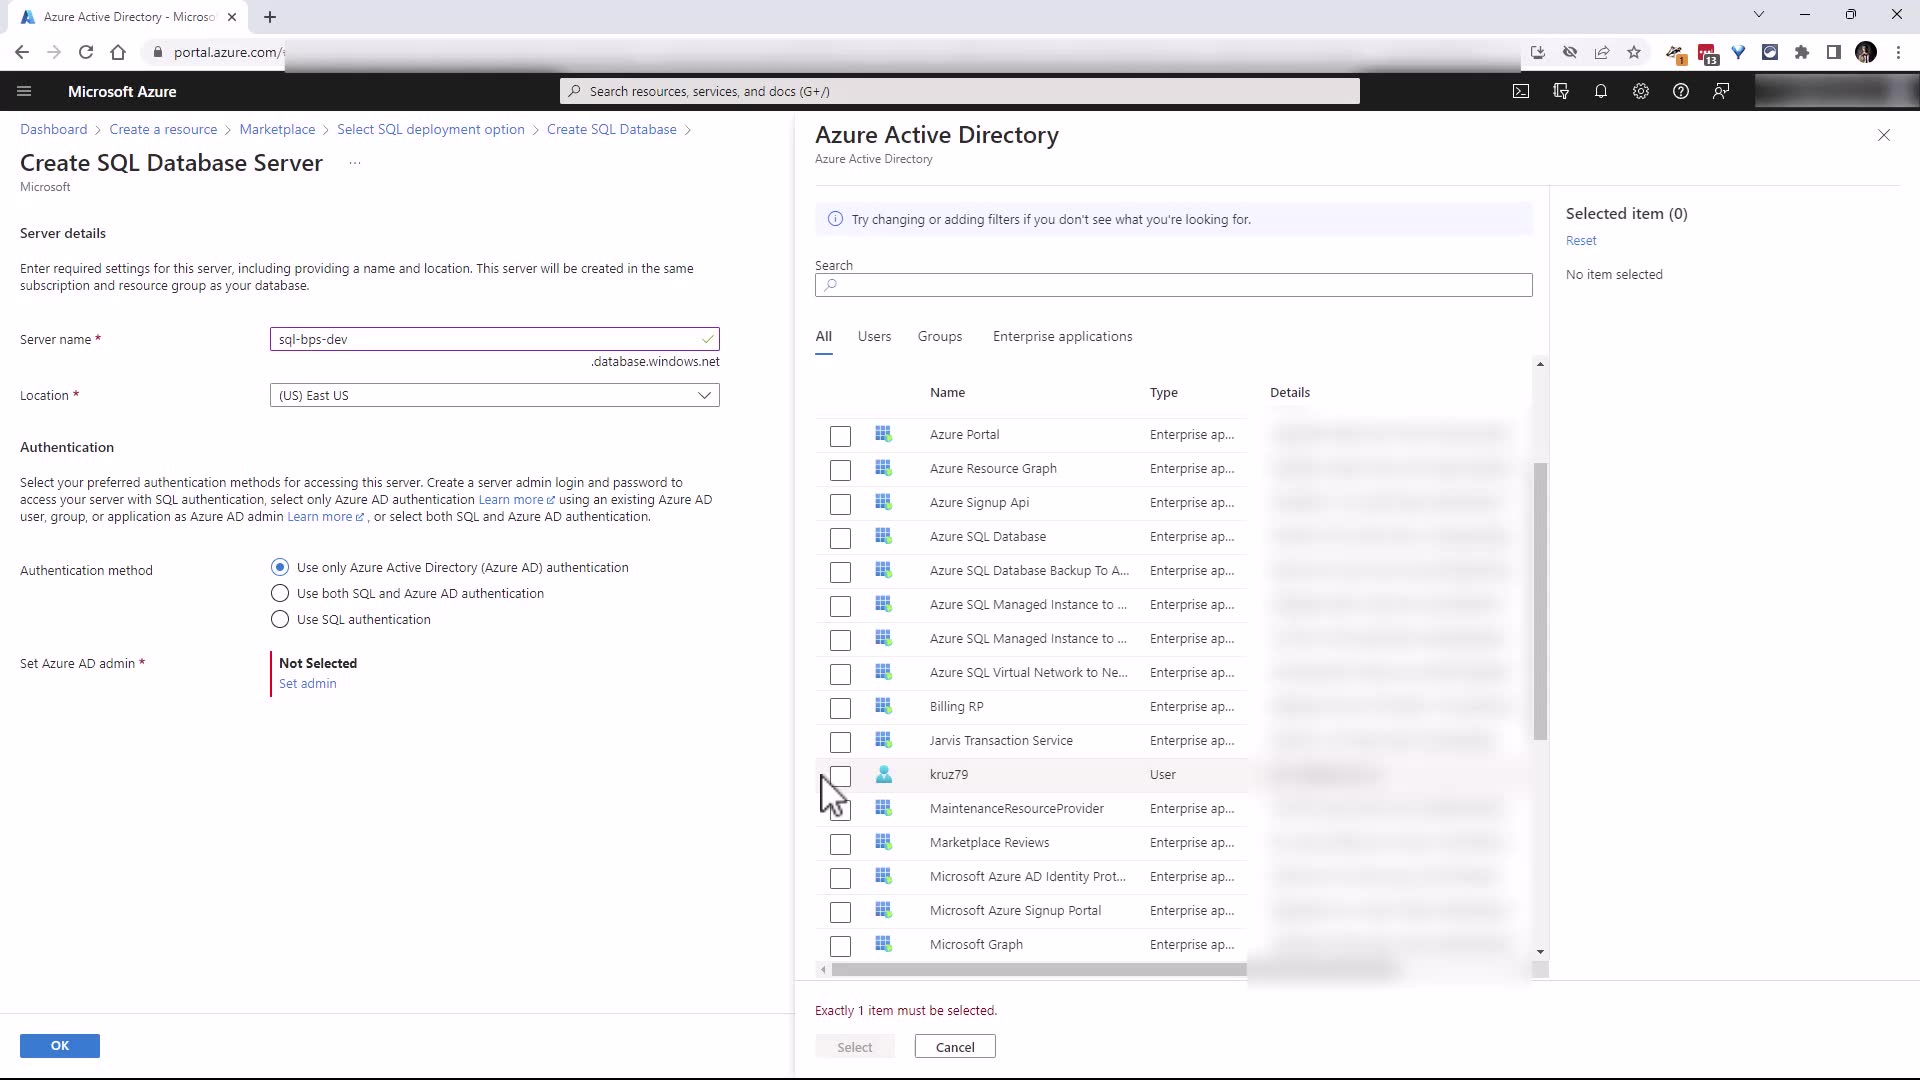 Azure Active Directory - Microso
portal.azure.com/
1
13
Microsoft Azure
Search resources, services, and docs (G+/)
Dashboard > Create a resource > Marketplace > Select SQL deployment option > Create SQL Database >
Create SQL Database Server ...
Microsoft
Server details
Enter required settings for this server, including providing a name and location. This server will be created in the same
subscription and resource group as your database.
Server name *
sql-bps-dev
.database.windows.net
Location *
(US) East US
Authentication
Select your preferred authentication methods for accessing this server. Create a server admin login and password to
access your server with SQL authentication, select only Azure AD authentication Learn more using an existing Azure AD
user, group, or application as Azure AD admin Learn more , or select both SQL and Azure AD authentication.
Authentication method
Use only Azure Active Directory (Azure AD) authentication
Use both SQL and Azure AD authentication
Use SQL authentication
Set Azure AD admin *
Not Selected
Set admin
OK
Azure Active Directory
Azure Active Directory
Try changing or adding filters if you don't see what you're looking for.
Search
All Users Groups Enterprise applications
Name Type Details
Azure Portal Enterprise ap...
Azure Resource Graph Enterprise ap...
Azure Signup Api Enterprise ap...
Azure SQL Database Enterprise ap...
Azure SQL Database Backup To A... Enterprise ap...
Azure SQL Managed Instance to ... Enterprise ap...
Azure SQL Managed Instance to ... Enterprise ap...
Azure SQL Virtual Network to Ne... Enterprise ap...
Billing RP Enterprise ap...
Jarvis Transaction Service Enterprise ap...
kruz79 User
MaintenanceResourceProvider Enterprise ap...
Marketplace Reviews Enterprise ap...
Microsoft Azure AD Identity Prot... Enterprise ap...
Microsoft Azure Signup Portal Enterprise ap...
Microsoft Graph Enterprise ap...
Exactly 1 item must be selected.
Select Cancel
Selected item (0)
Reset
No item selected